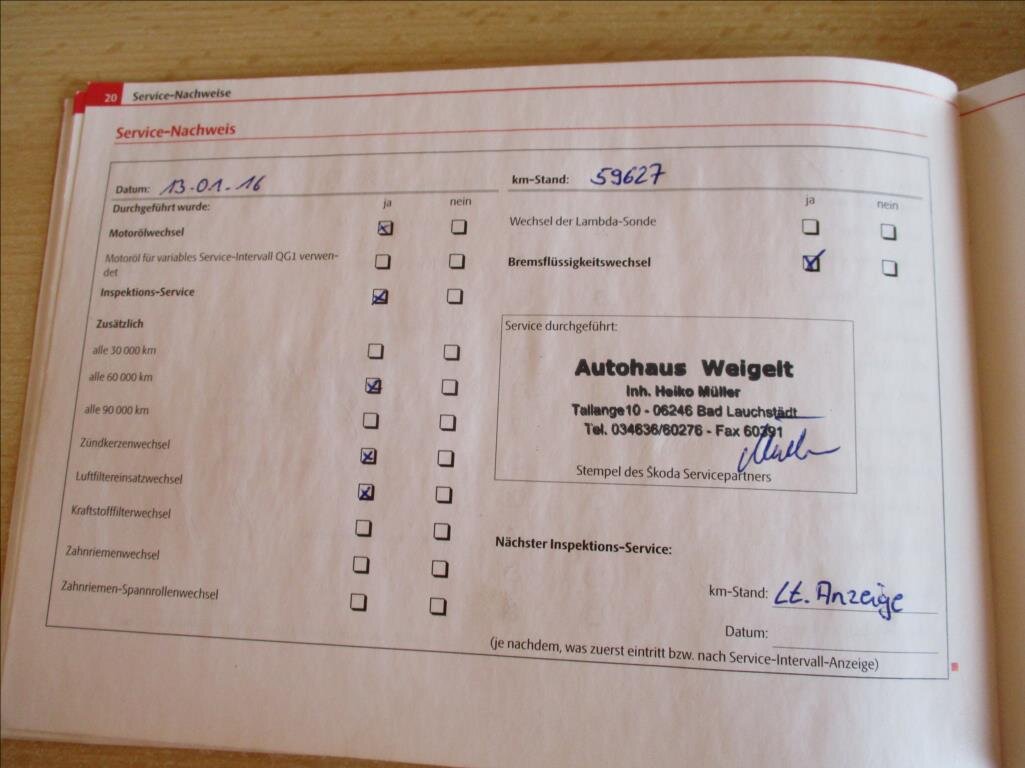 20 Service-Nachweise
Service-Nachweis
Datum: 13.01.16
Durchgeführt wurde:
ja nein
Motorölwechsel
Motoröl für variables Service-Intervall QG1 verwen-
det
Inspektions-Service
Zusätzlich
alle 30 000 km
alle 60 000 km
alle 90 000 km
Zündkerzenwechsel
Luftfiltereinsatzwechsel
Kraftstofffilterwechsel
Zahnriemenwechsel
Zahnriemen-Spannrollenwechsel
km-Stand: 59627
ja nein
Wechsel der Lambda-Sonde
Bremsflüssigkeitswechsel
Service durchgeführt:
Autohaus Weigelt
Inh. Heiko Müller
Tallange10 - 06246 Bad Lauchstädt
Tel. 034636/60276 - Fax 60291
Stempel des Škoda Servicepartners
Nächster Inspektions-Service:
km-Stand: Lt. Anzeige
Datum:
(je nachdem, was zuerst eintritt bzw. nach Service-Intervall-Anzeige)